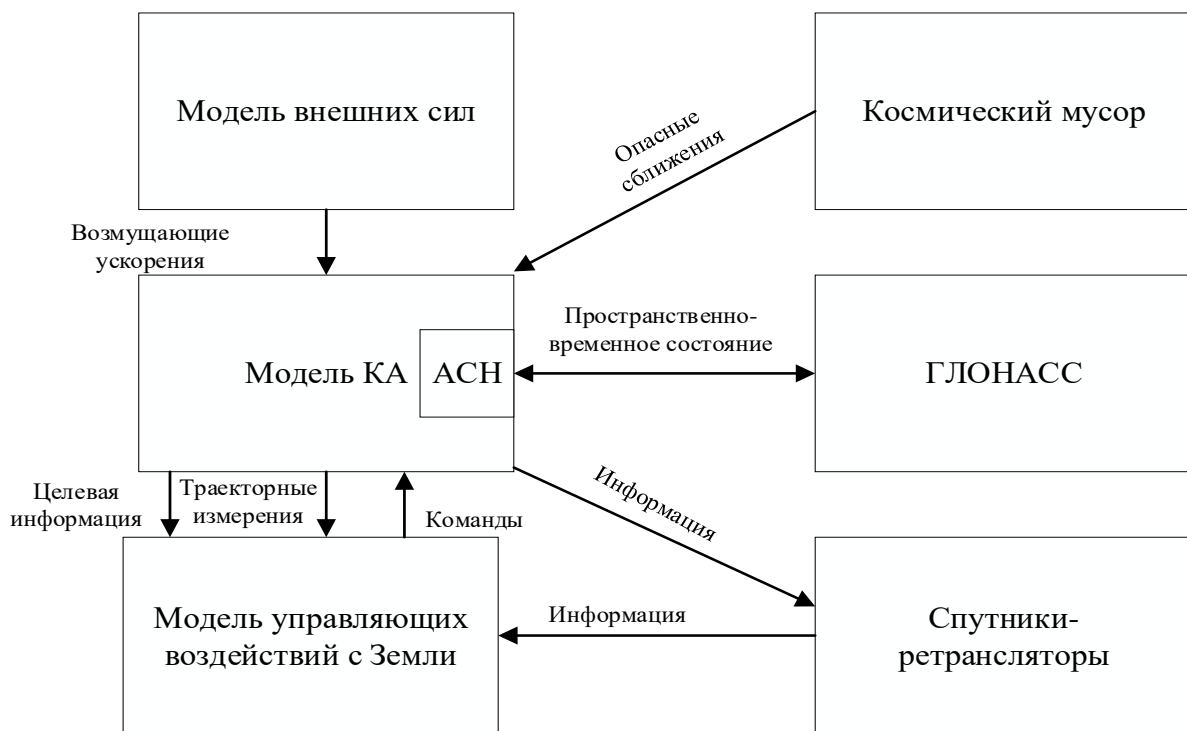 Модель внешних сил
Космический мусор
Опасные
сближения
Возмущающие
ускорения
Пространственно-
временное состояние
Модель КА
АСН
ГЛОНАСС
Целевая
информация
Траекторные
измерения
Команды
Информация
Модель управляющих
воздействий с Земли
Информация
Спутники-
ретрансляторы